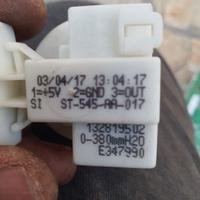 03/04/17 13:04:17
1=+5V 2=GND 3=OUT
SI ST-545-AA-017
132819502
0-380mmH2O
E347990